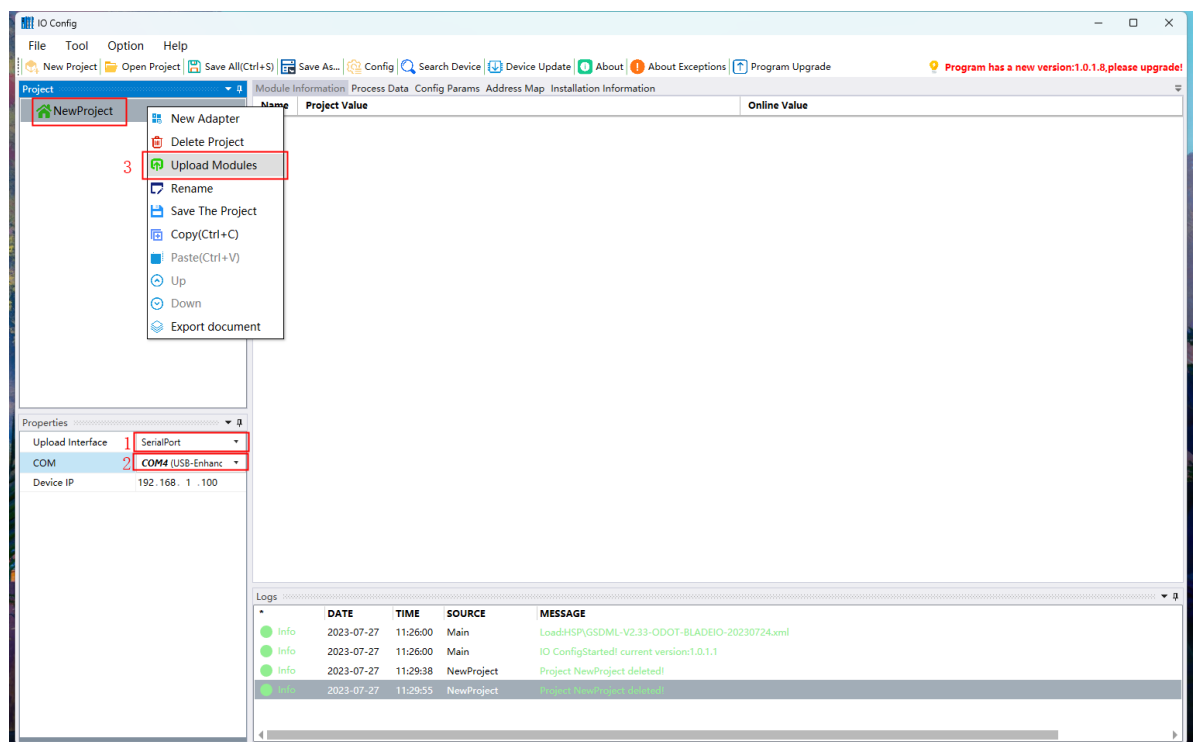 IO Config
File Tool Option Help
New Project Open Project Save All(Ctrl+S) Save As... Config Search Device Device Update About About Exceptions Program Upgrade Program has a new version:1.0.1.8,please upgrade!
Project
NewProject
New Adapter
Delete Project
3 Upload Modules
Rename
Save The Project
Copy(Ctrl+C)
Paste(Ctrl+V)
Up
Down
Export document
Module Information Process Data Config Params Address Map Installation Information
Name Project Value Online Value
Properties
Upload Interface 1 SerialPort
COM 2 COM4 (USB-Enhanc
Device IP 192.168. 1 .100
Logs
* DATE TIME SOURCE MESSAGE
Info 2023-07-27 11:26:00 Main Load:HSP\GSDML-V2.33-ODOT-BLADEIO-20230724.xml
Info 2023-07-27 11:26:00 Main IO ConfigStarted! current version:1.0.1.1
Info 2023-07-27 11:29:38 NewProject Project NewProject deleted!
Info 2023-07-27 11:29:55 NewProject Project NewProject deleted!